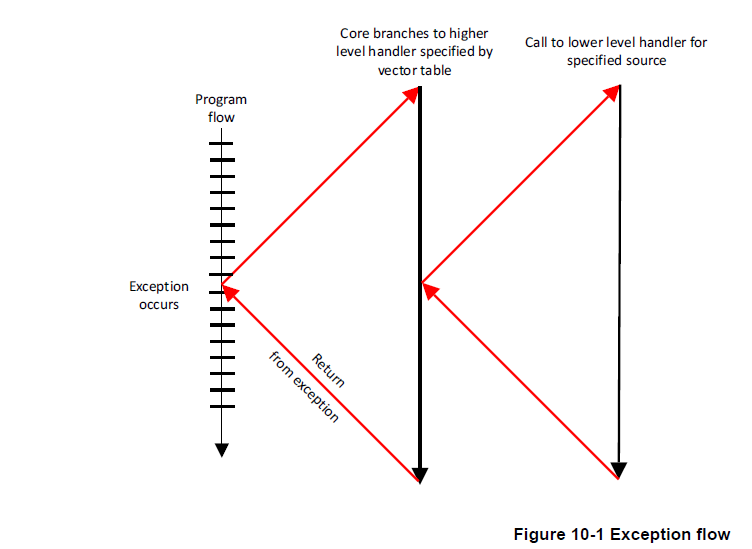 Core branches to higher
level handler specified by
vector table
Call to lower level handler for
specified source
Program
flow
Exception
occurs
Return
from exception
Figure 10-1 Exception flow